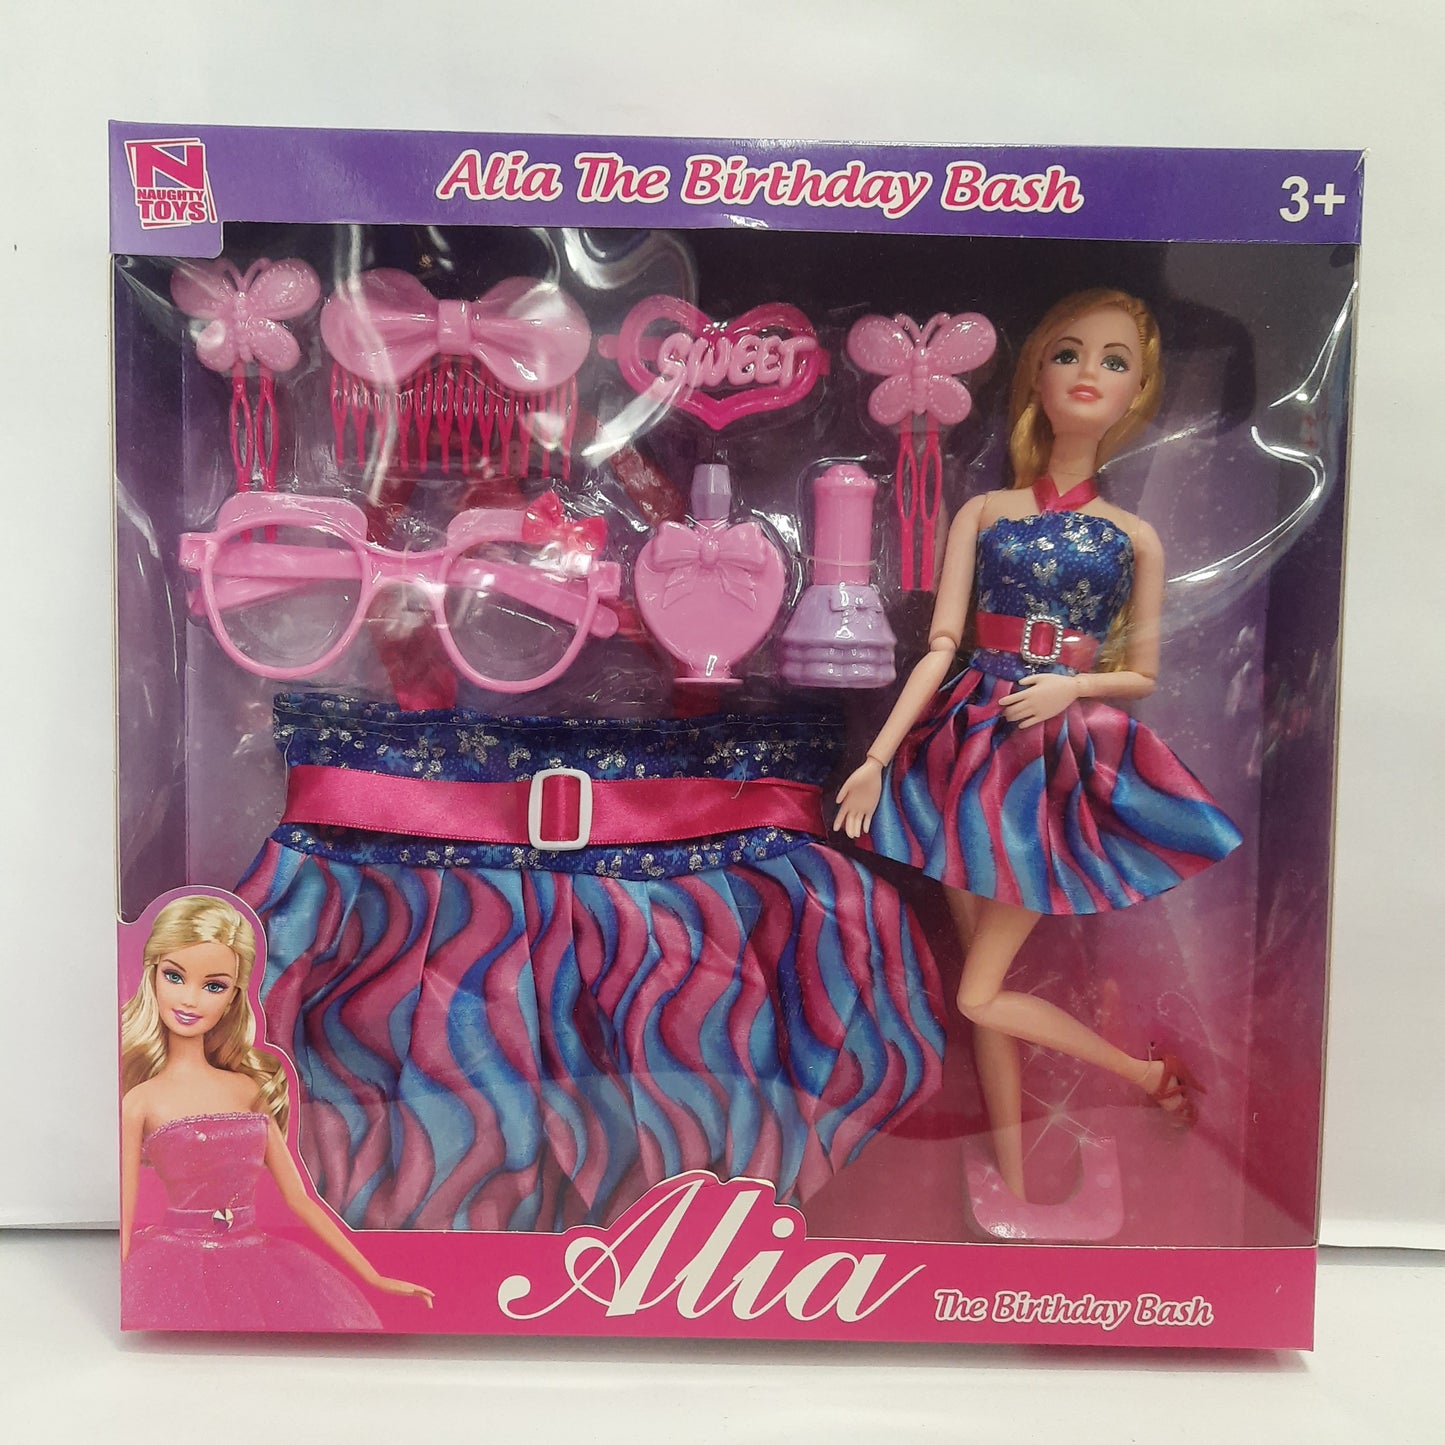 N
NAUGHTY
TOYS
Alia The Birthday Bash
3+
SWEET
Alia
The Birthday Bash